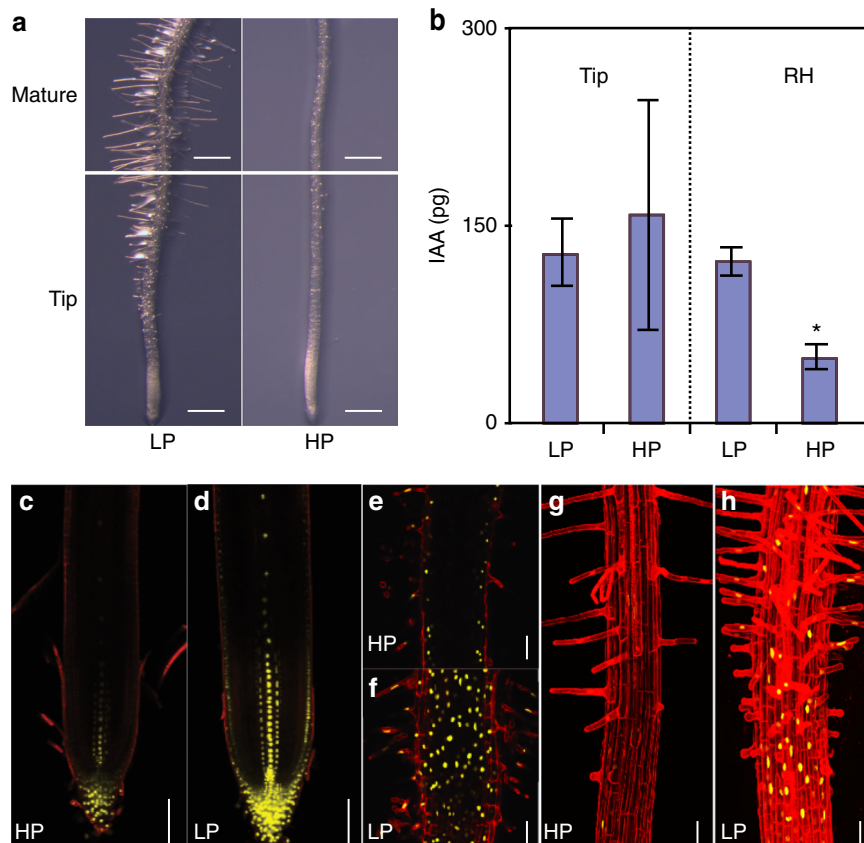 a
Mature
Tip
LP
HP
b
300
150
0
IAA (pg)
Tip
RH
*
LP
HP
LP
HP
c
HP
d
LP
e
HP
f
LP
g
HP
h
LP